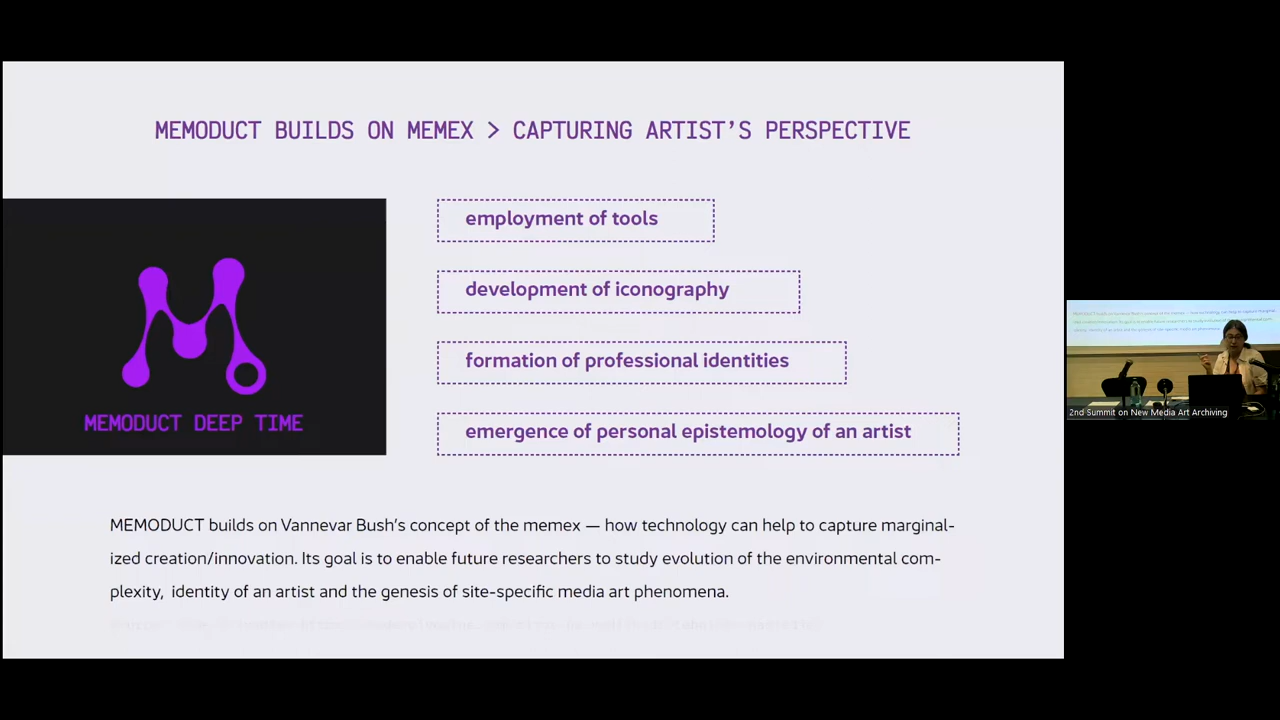 MEMODUCT BUILDS ON MEMEX > CAPTURING ARTIST'S PERSPECTIVE
employment of tools
development of iconography
formation of professional identities
emergence of personal epistemology of an artist
MEMODUCT DEEP TIME
MEMODUCT builds on Vannevar Bush's concept of the memex — how technology can help to capture marginal-
ized creation/innovation. Its goal is to enable future researchers to study evolution of the environmental com-
plexity, identity of an artist and the genesis of site-specific media art phenomena.
2nd Summit on New Media Art Archiving